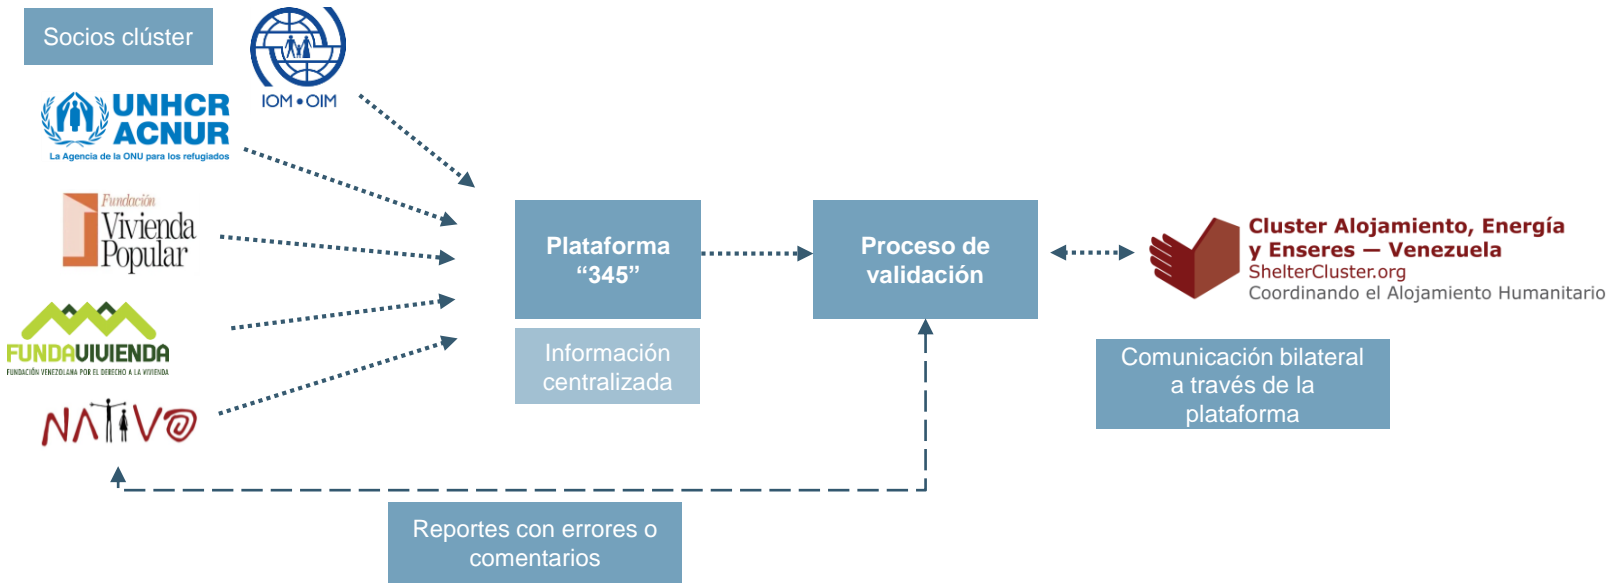 Socios clúster
IOM • OIM
UNHCR
ACNUR
La Agencia de la ONU para los refugiados
Fundación
Vivienda
Popular
FUNDAVIVIENDA
FUNDACIÓN VENEZOLANA POR EL DERECHO A LA VIVIENDA
NATIVO
Plataforma
“345”
Información
centralizada
Proceso de
validación
Cluster Alojamiento, Energía
y Enseres — Venezuela
ShelterCluster.org
Coordinando el Alojamiento Humanitario
Comunicación bilateral
a través de la
plataforma
Reportes con errores o
comentarios